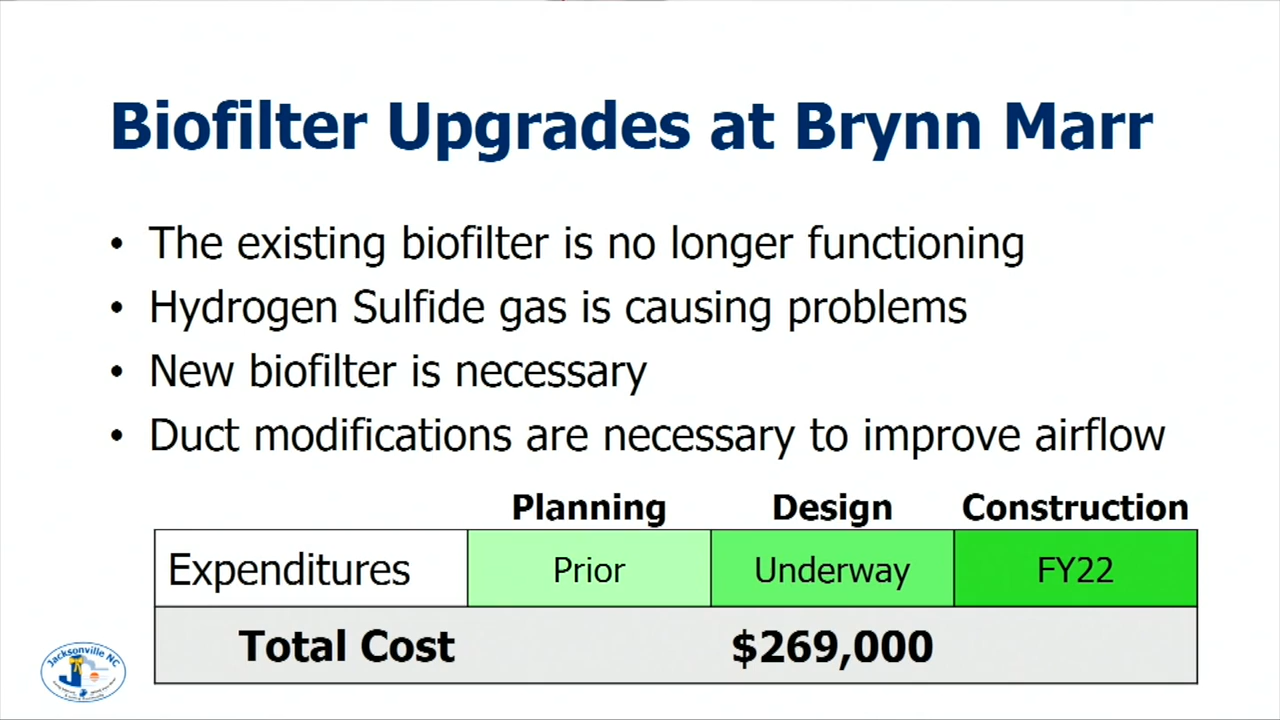 Biofilter Upgrades at Brynn Marr
• The existing biofilter is no longer functioning
• Hydrogen Sulfide gas is causing problems
• New biofilter is necessary
• Duct modifications are necessary to improve airflow
Planning Design Construction
Expenditures Prior Underway FY22
Total Cost $269,000
Jacksonville NC